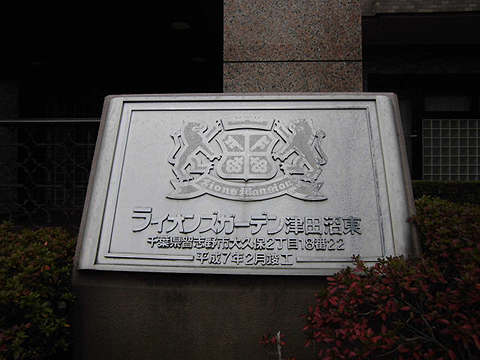 Lions Mansion
ライオンズガーデン津田沼東
千葉県習志野市大久保2丁目18番22
平成7年2月竣工